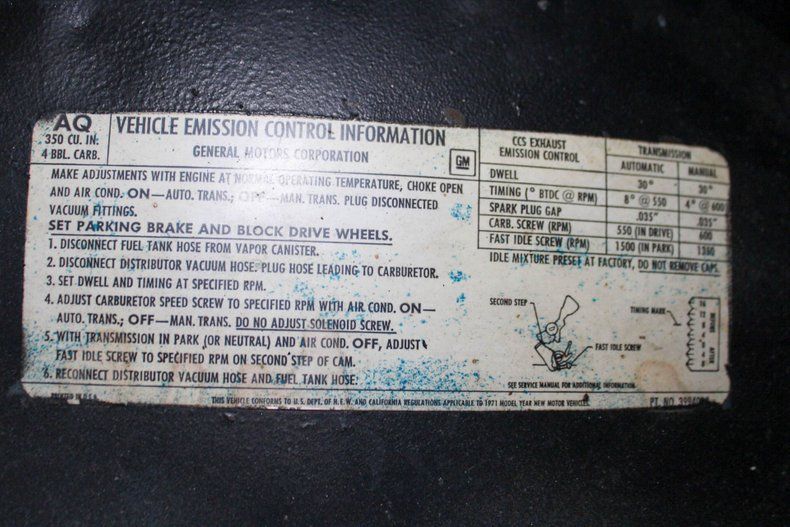 AQ
350 CU. IN.
4 BBL. CARB.
VEHICLE EMISSION CONTROL INFORMATION
GENERAL MOTORS CORPORATION
GM
MAKE ADJUSTMENTS WITH ENGINE AT NORMAL OPERATING TEMPERATURE, CHOKE OPEN
AND AIR COND. ON—AUTO. TRANS.; OFF—MAN. TRANS. PLUG DISCONNECTED
VACUUM FITTINGS.
SET PARKING BRAKE AND BLOCK DRIVE WHEELS.
1. DISCONNECT FUEL TANK HOSE FROM VAPOR CANISTER.
2. DISCONNECT DISTRIBUTOR VACUUM HOSE. PLUG HOSE LEADING TO CARBURETOR.
3. SET DWELL AND TIMING AT SPECIFIED RPM.
4. ADJUST CARBURETOR SPEED SCREW TO SPECIFIED RPM WITH AIR COND. ON—
AUTO. TRANS.; OFF—MAN. TRANS. DO NO ADJUST SOLENOID SCREW.
5. WITH TRANSMISSION IN PARK (OR NEUTRAL) AND AIR COND. OFF, ADJUST
FAST IDLE SCREW TO SPECIFIED RPM ON SECOND STEP OF CAM.
6. RECONNECT DISTRIBUTOR VACUUM HOSE AND FUEL TANK HOSE.
CCS EXHAUST EMISSION CONTROL TRANSMISSION
AUTOMATIC MANUAL
DWELL 30° 30°
TIMING (° BTDC @ RPM) 8° @ 550 4° @ 600
SPARK PLUG GAP .035" .035"
CARB. SCREW (RPM) 550 (IN DRIVE) 600
FAST IDLE SCREW (RPM) 1500 (IN PARK) 1350
IDLE MIXTURE PRESET AT FACTORY, DO NOT REMOVE CAPS.
SECOND STEP
TIMING MARK
FAST IDLE SCREW
BEFORE
AFTER
SEE SERVICE MANUAL FOR ADDITIONAL INFORMATION.
PRINTED IN U.S.A.
THIS VEHICLE CONFORMS TO U.S. DEPT. OF H.E.W. AND CALIFORNIA REGULATIONS APPLICABLE TO 1971 MODEL YEAR NEW MOTOR VEHICLES.
PT. NO.